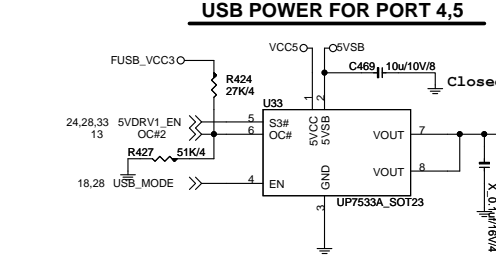 USB POWER FOR PORT 4,5
VCC5
5VSB
FUSB_VCC3
C469
10u/10V/8
Closed
R424
27K/4
U33
1
2
24,28,33
5VDRV1_EN
5
S3#
5VCC
5VSB
13
OC#2
6
OC#
VOUT
7
R427
51K/4
VOUT
8
18,28
USB_MODE
4
EN
GND
UP7533A_SOT23
3
X_0.1u/16V/4